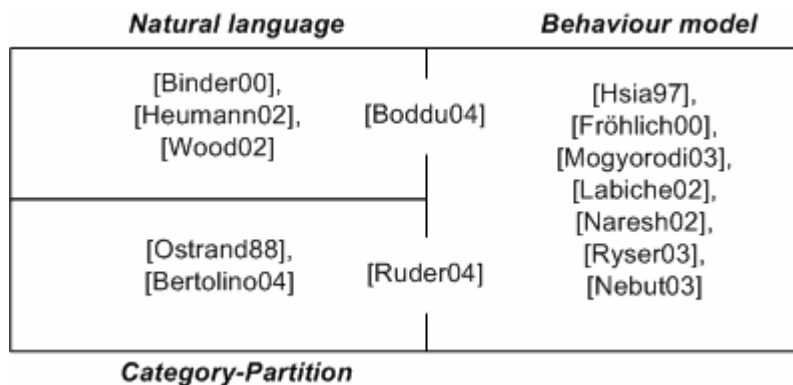 Natural language
Behaviour model
[Binder00],
[Heumann02],
[Wood02]
[Boddu04]
[Hsia97],
[Fröhlich00],
[Mogyorodi03],
[Labiche02],
[Naresh02],
[Ryser03],
[Nebut03]
[Ostrand88],
[Bertolino04]
[Ruder04]
Category-Partition